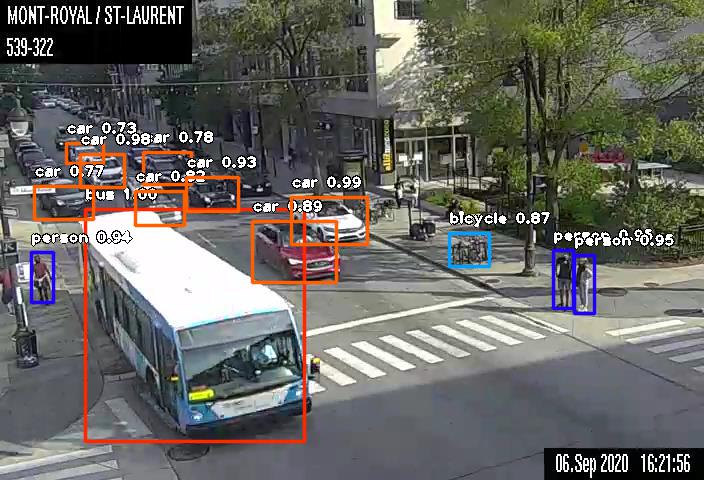 MONT-ROYAL / ST-LAURENT
539-322
car 0.73
car 0.98
car 0.78
car 0.77
car 0.82
car 0.93
bus 1.00
car 0.89
car 0.99
bicycle 0.87
person 0.94
person 0.95
06.Sep 2020 16:21:56